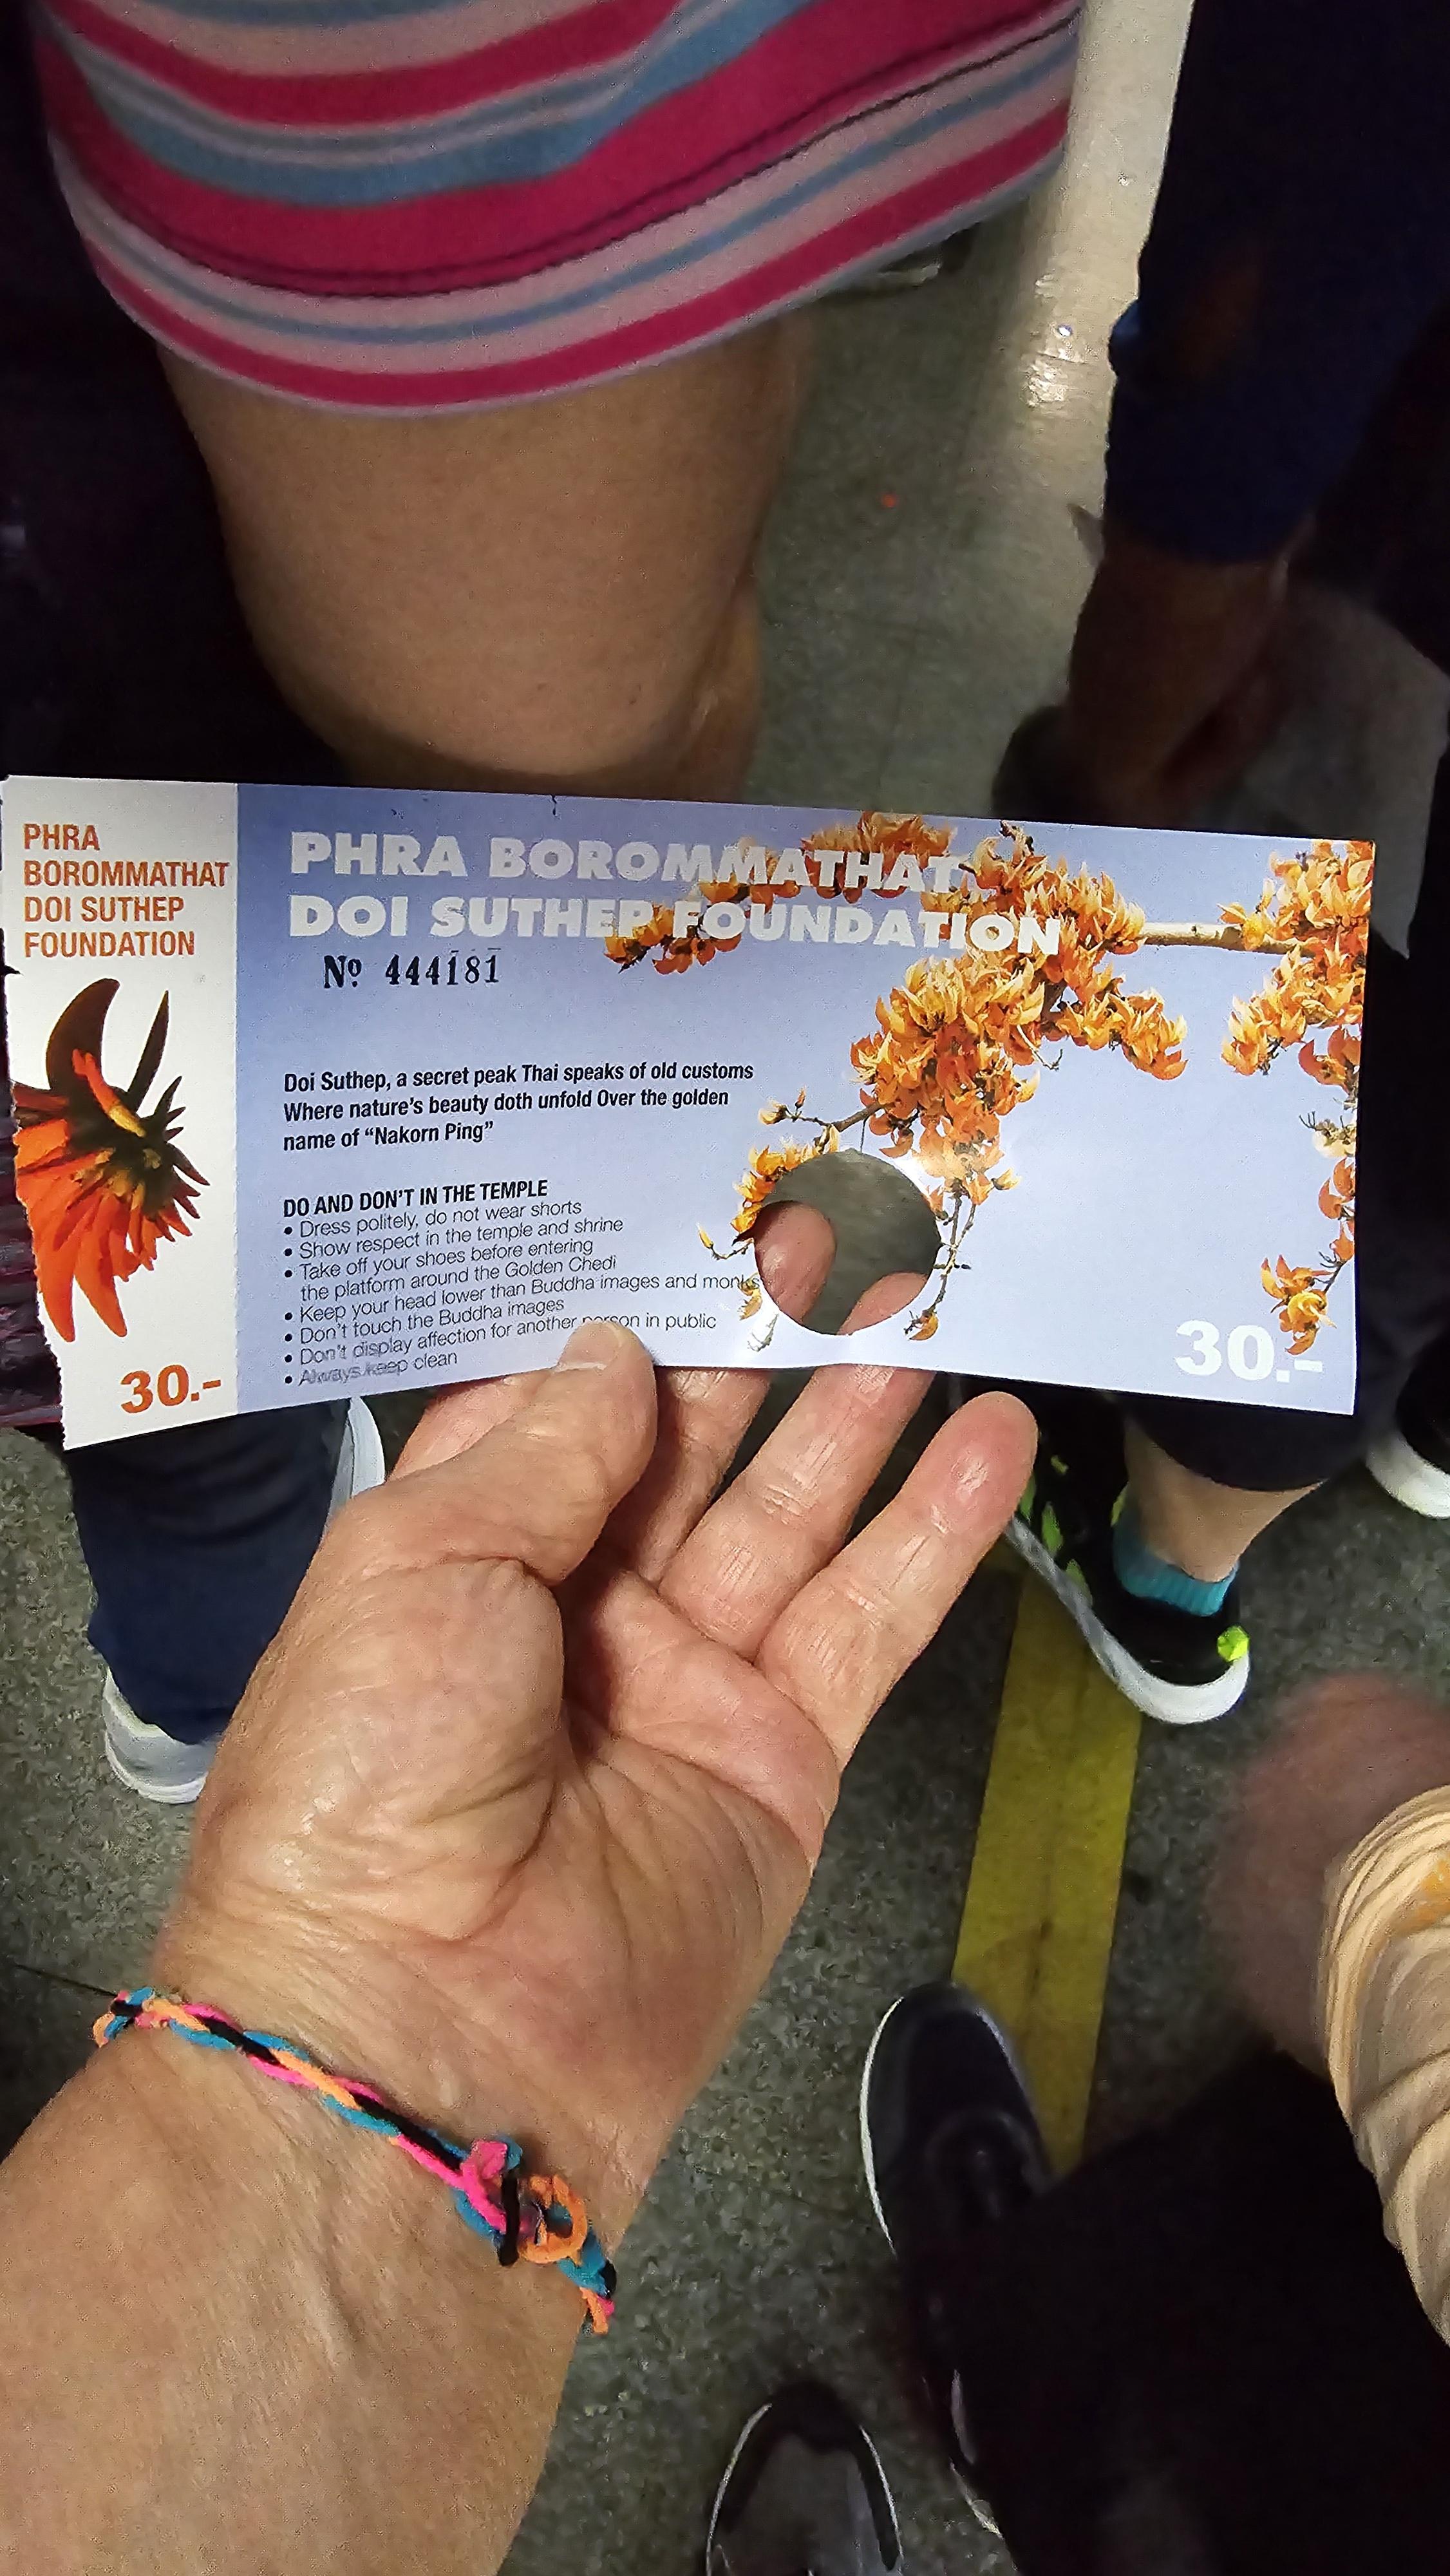 PHRA
BOROMMATHAT
DOI SUTHEP
FOUNDATION
30.-
PHRA BOROMMATHAT
DOI SUTHEP FOUNDATION
Nº 444181
Doi Suthep, a secret peak Thai speaks of old customs
Where nature's beauty doth unfold Over the golden
name of “Nakorn Ping”
DO AND DON'T IN THE TEMPLE
• Dress politely, do not wear shorts
• Show respect in the temple and shrine
• Take off your shoes before entering
the platform around the Golden Chedi
• Keep your head lower than Buddha images and monks
• Don't touch the Buddha images
• Don't display affection for another person in public
• Always keep clean
30.-